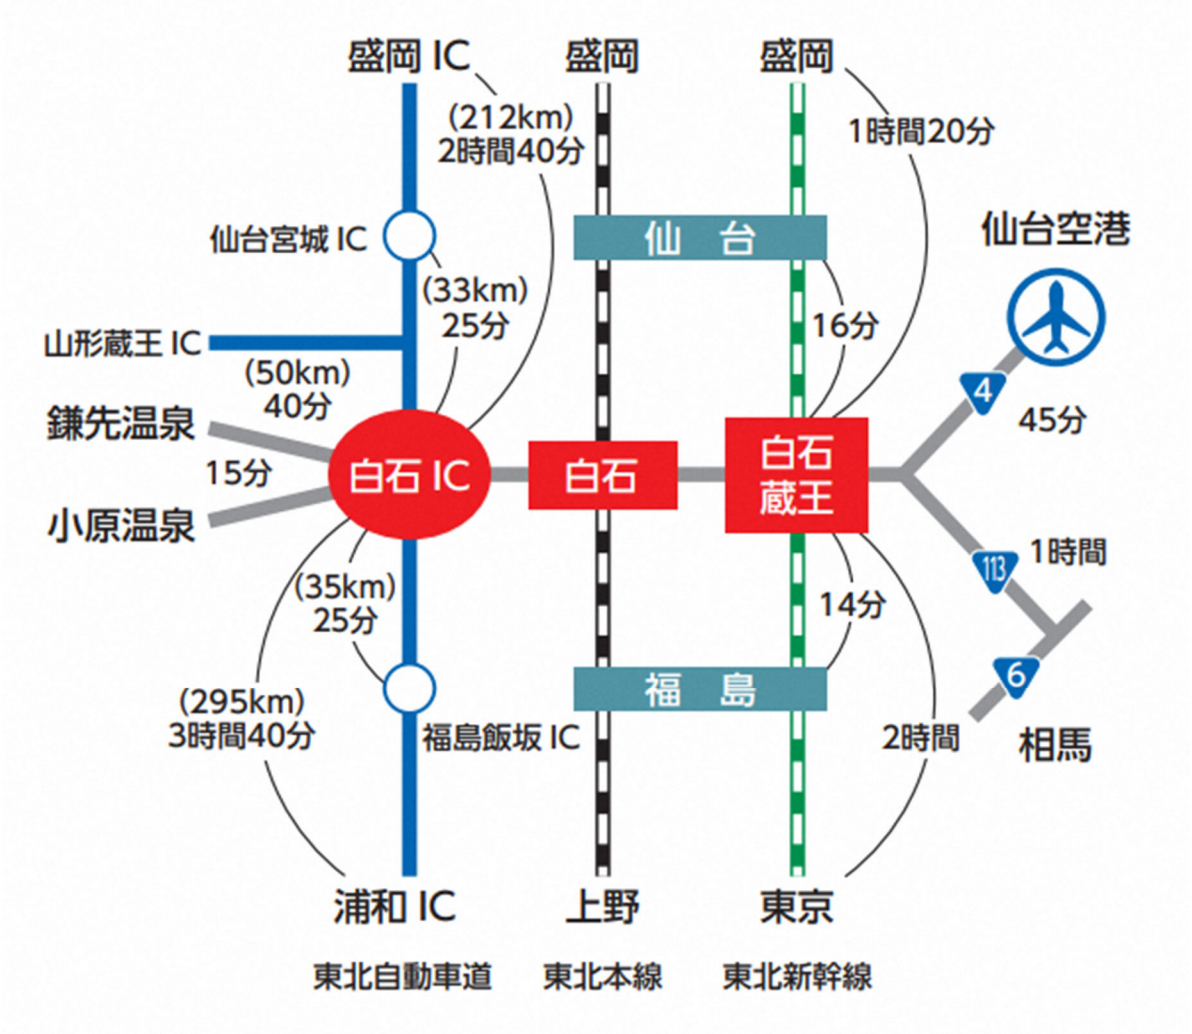 盛岡 IC
盛岡
盛岡
(212km)
2時間40分
1時間20分
仙台宮城 IC
仙 台
仙台空港
(33km)
25分
16分
山形蔵王 IC
(50km)
40分
4
45分
鎌先温泉
15分
小原温泉
白石 IC
白石
白石
蔵王
113
1時間
(35km)
25分
14分
6
相馬
福 島
(295km)
3時間40分
福島飯坂 IC
2時間
浦和 IC
上野
東京
東北自動車道
東北本線
東北新幹線